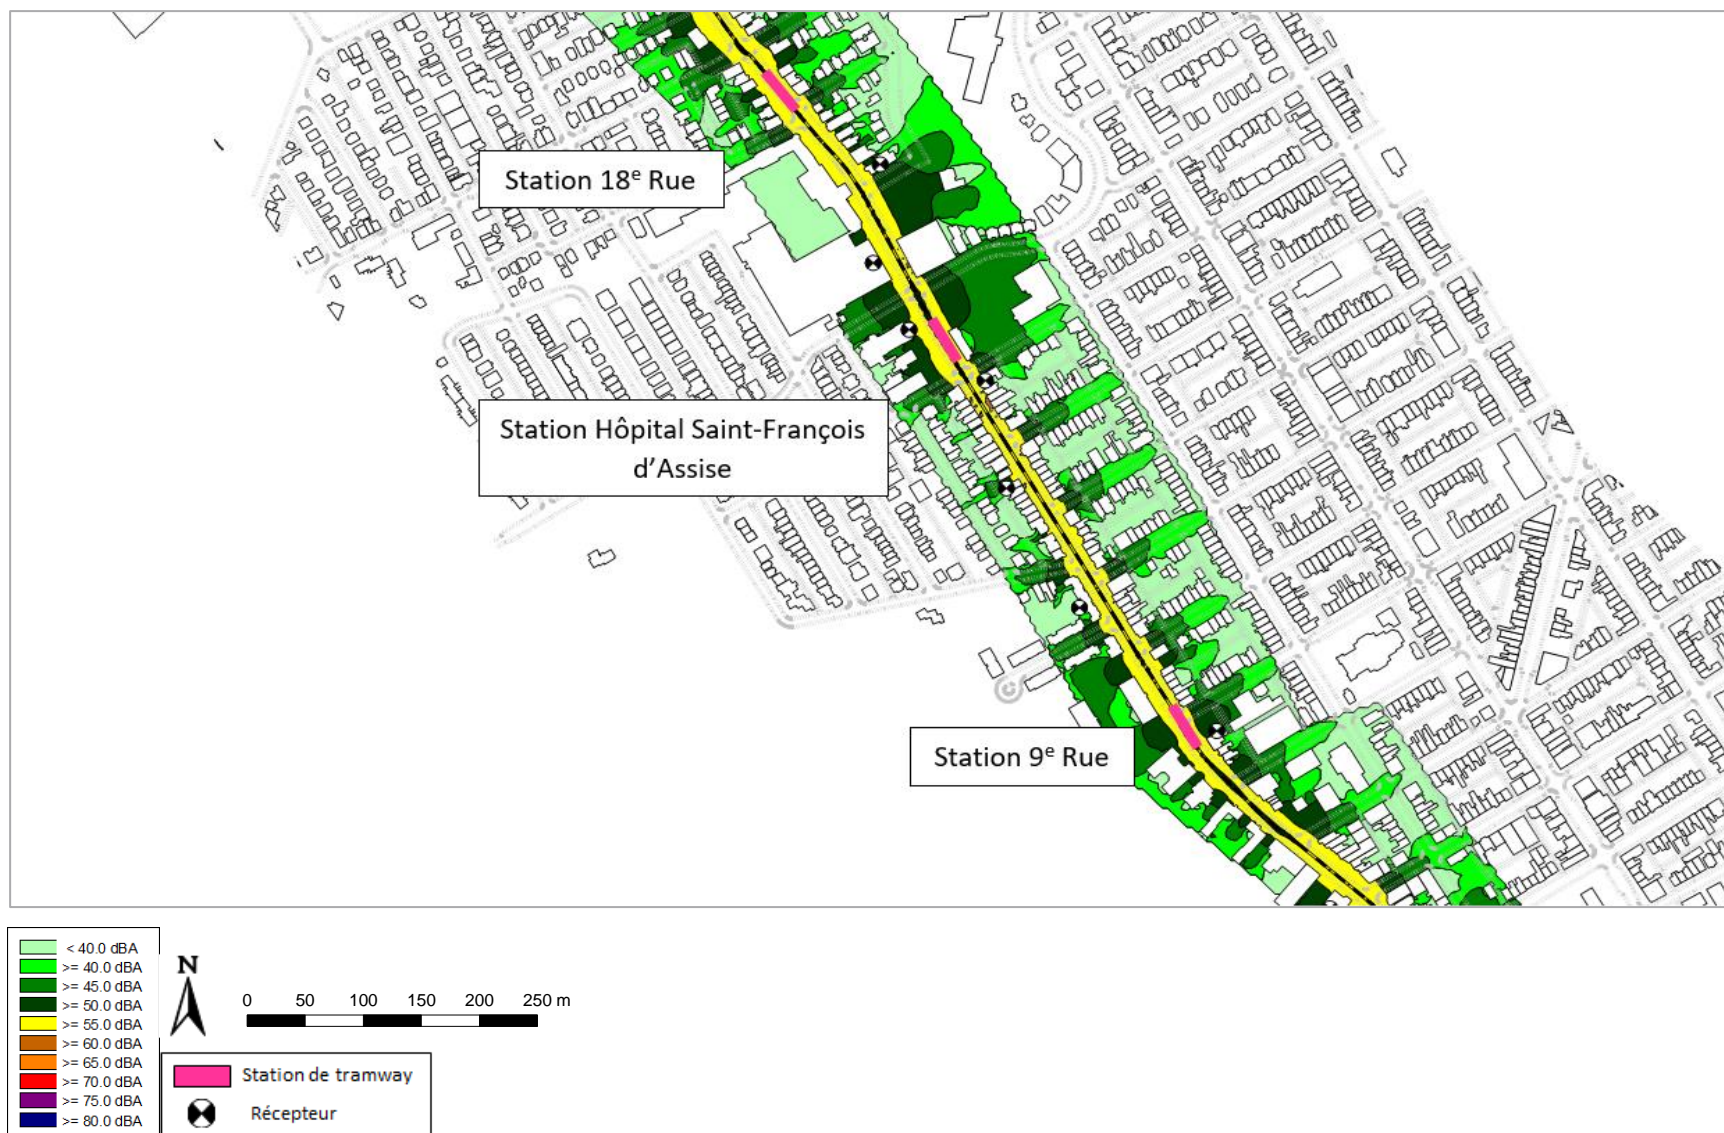 Station 18e Rue
Station Hôpital Saint-François
d'Assise
Station 9e Rue
< 40.0 dBA
>= 40.0 dBA
>= 45.0 dBA
>= 50.0 dBA
>= 55.0 dBA
>= 60.0 dBA
>= 65.0 dBA
>= 70.0 dBA
>= 75.0 dBA
>= 80.0 dBA
N
0 50 100 150 200 250 m
Station de tramway
Récepteur